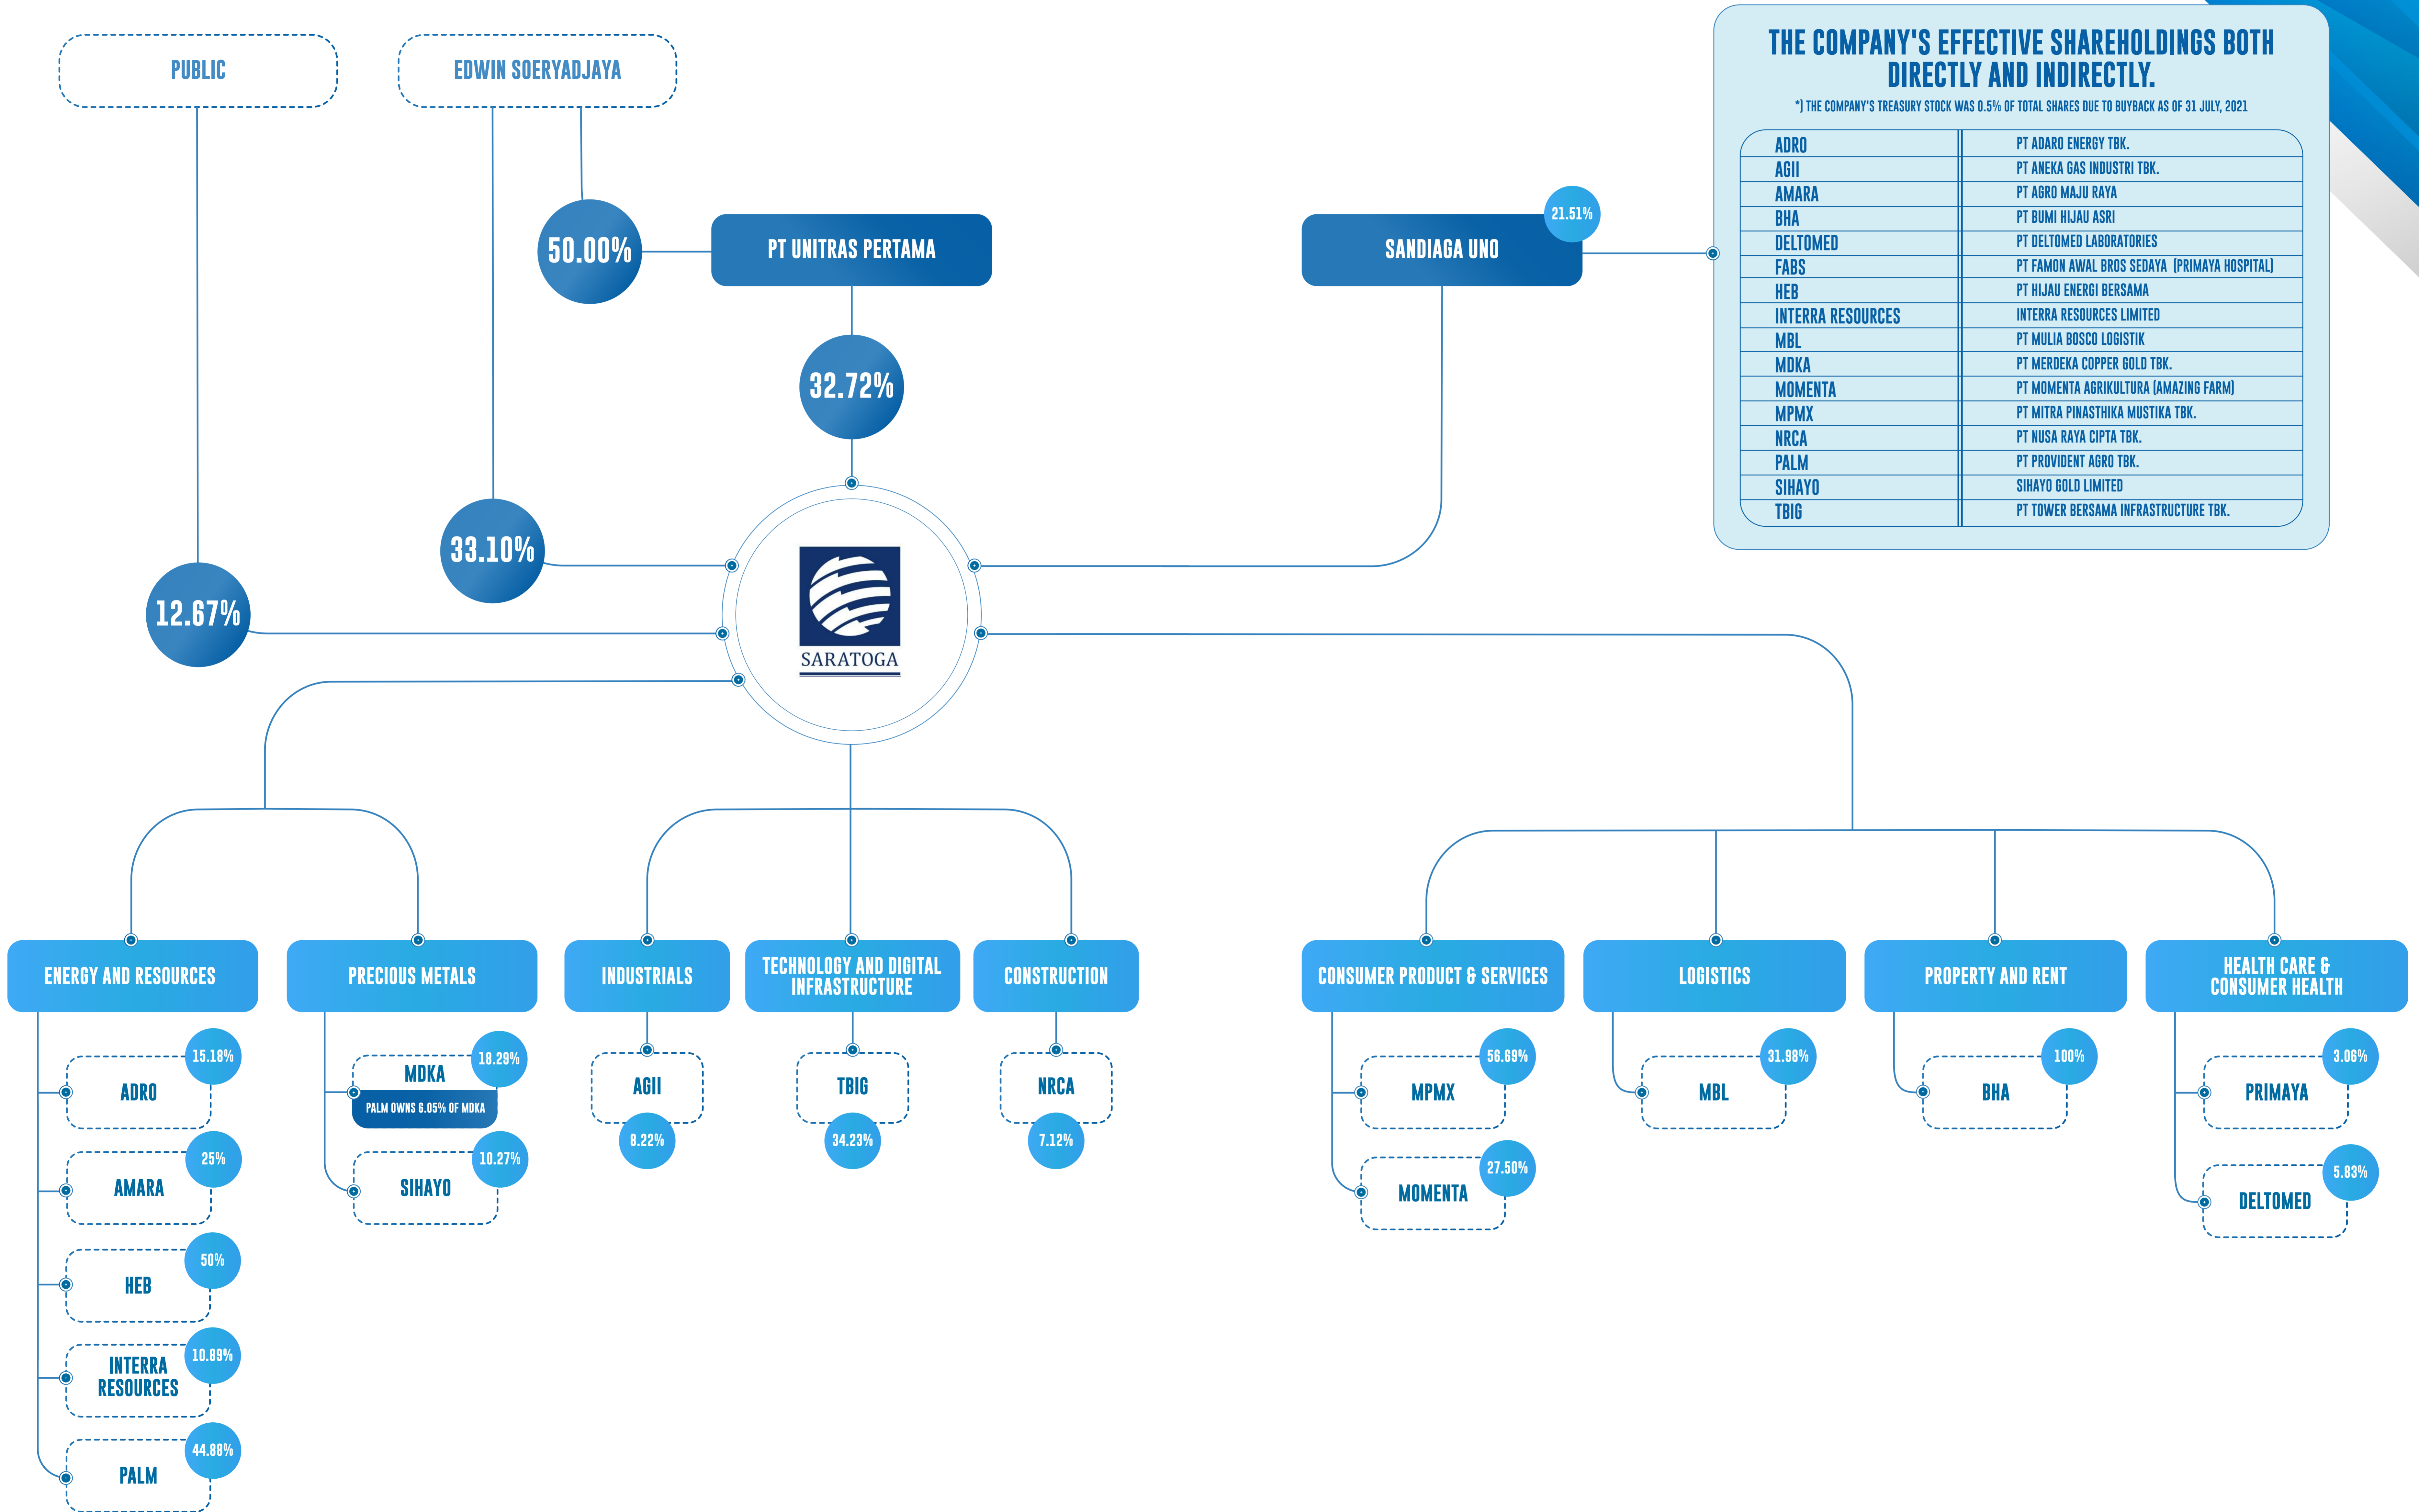 THE COMPANY'S EFFECTIVE SHAREHOLDINGS BOTH
DIRECTLY AND INDIRECTLY.
*) THE COMPANY'S TREASURY STOCK WAS 0.5% OF TOTAL SHARES DUE TO BUYBACK AS OF 31 JULY, 2021
ADRO PT ADARO ENERGY TBK.
AGII PT ANEKA GAS INDUSTRI TBK.
AMARA PT AGRO MAJU RAYA
BHA PT BUMI HIJAU ASRI
DELTOMED PT DELTOMED LABORATORIES
FABS PT FAMON AWAL BROS SEDAYA (PRIMAYA HOSPITAL)
HEB PT HIJAU ENERGI BERSAMA
INTERRA RESOURCES INTERRA RESOURCES LIMITED
MBL PT MULIA BOSCO LOGISTIK
MDKA PT MERDEKA COPPER GOLD TBK.
MOMENTA PT MOMENTA AGRIKULTURA (AMAZING FARM)
MPMX PT MITRA PINASTHIKA MUSTIKA TBK.
NRCA PT NUSA RAYA CIPTA TBK.
PALM PT PROVIDENT AGRO TBK.
SIHAYO SIHAYO GOLD LIMITED
TBIG PT TOWER BERSAMA INFRASTRUCTURE TBK.
PUBLIC
EDWIN SOERYADJAYA
50.00%
PT UNITRAS PERTAMA
SANDIAGA UNO
21.51%
32.72%
33.10%
12.67%
SARATOGA
ENERGY AND RESOURCES
ADRO
15.18%
AMARA
25%
HEB
50%
INTERRA
RESOURCES
10.89%
PALM
44.88%
PRECIOUS METALS
MDKA
18.29%
PALM OWNS 6.05% OF MDKA
SIHAYO
10.27%
INDUSTRIALS
AGII
8.22%
TECHNOLOGY AND DIGITAL
INFRASTRUCTURE
TBIG
34.23%
CONSTRUCTION
NRCA
7.12%
CONSUMER PRODUCT & SERVICES
MPMX
56.69%
MOMENTA
27.50%
LOGISTICS
MBL
31.98%
PROPERTY AND RENT
BHA
100%
HEALTH CARE &
CONSUMER HEALTH
PRIMAYA
3.06%
DELTOMED
5.83%